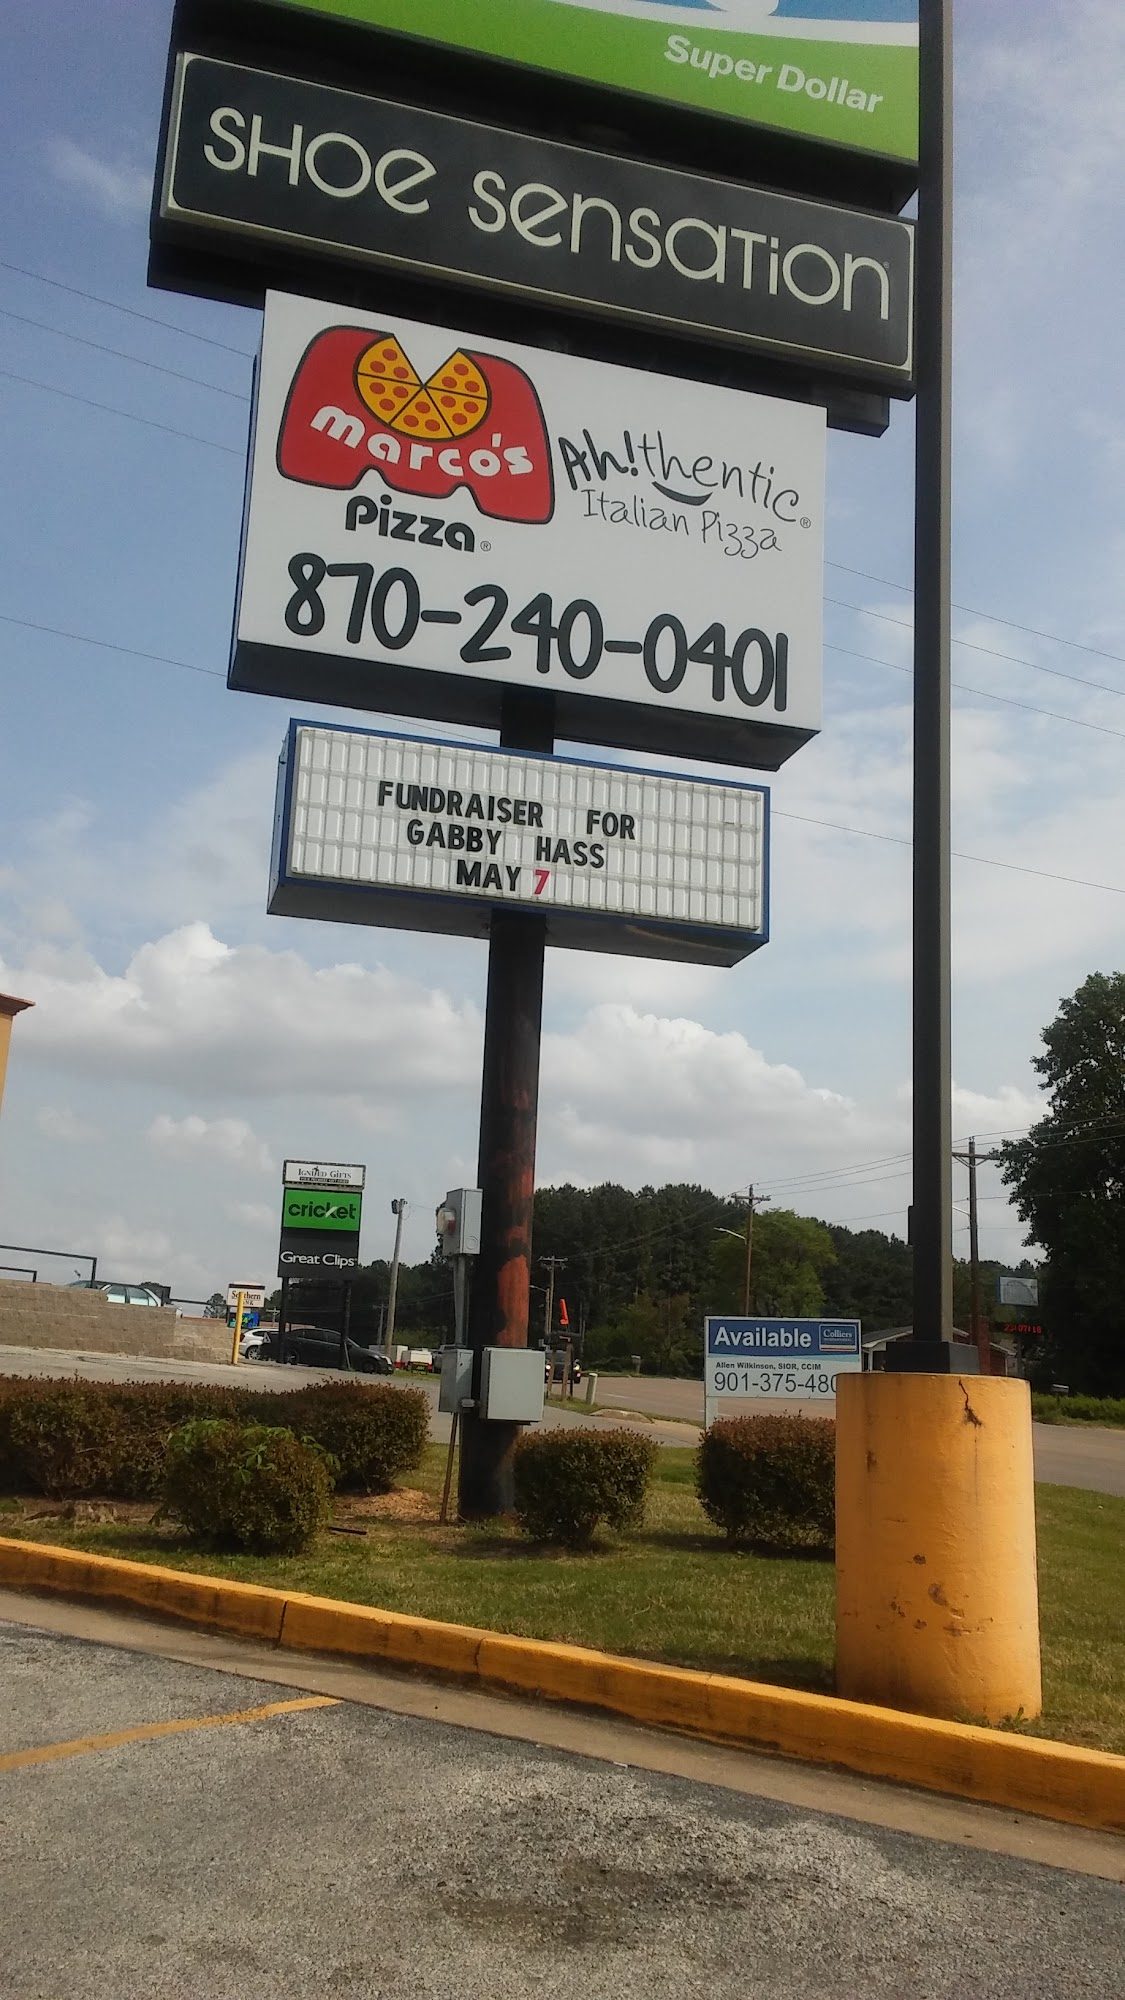 Super Dollar
SHOe sensaTion
marco's
Pizza®
Ah!thentic®
Italian Pizza
870-240-0401
FUNDRAISER FOR
GABBY HASS
MAY 7
IGNITED GIFTS
cricket
Great Clips
Available
Colliers
Allen Wilkinson, SIOR, CCIM
901-375-480